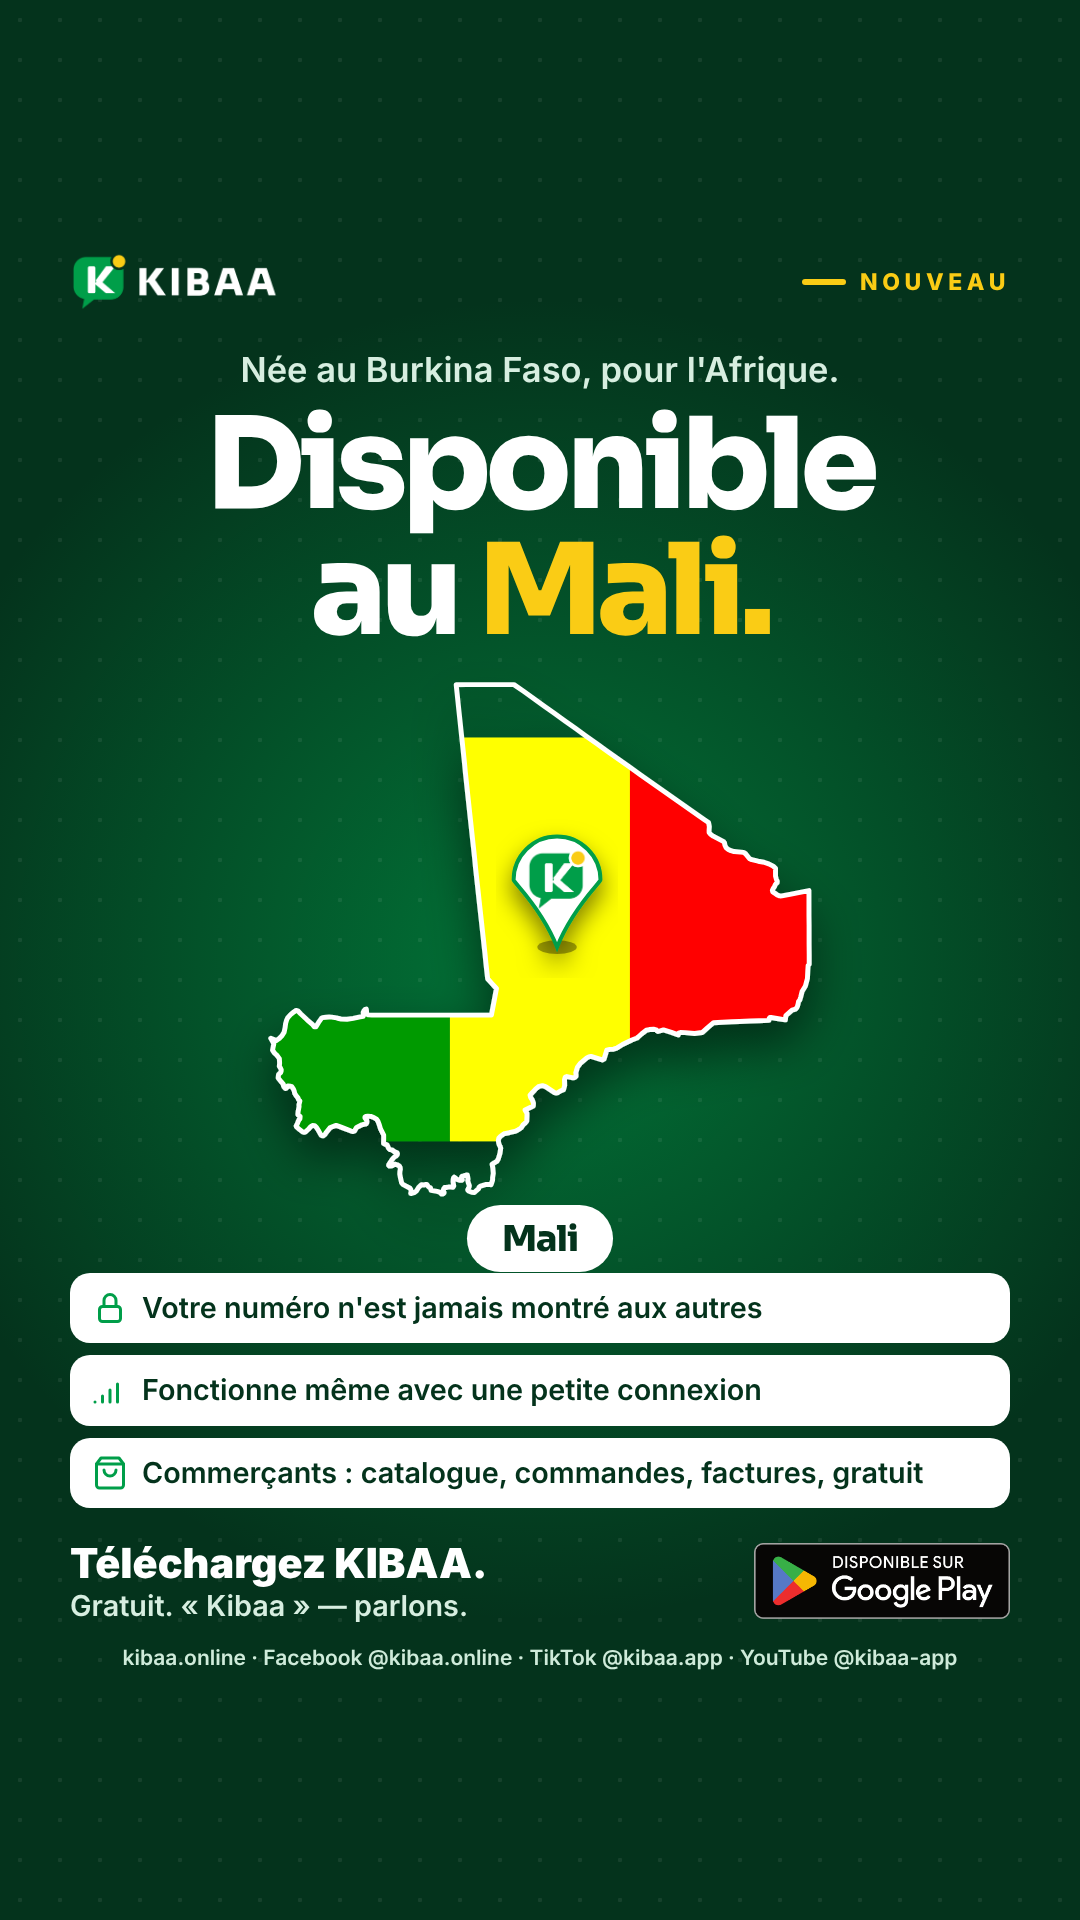 KIBAA
NOUVEAU
Née au Burkina Faso, pour l'Afrique.
Disponible
au Mali.
K
Mali
Votre numéro n'est jamais montré aux autres
Fonctionne même avec une petite connexion
Commerçants : catalogue, commandes, factures, gratuit
Téléchargez KIBAA.
Gratuit. « Kibaa » — parlons.
DISPONIBLE SUR
Google Play
kibaa.online · Facebook @kibaa.online · TikTok @kibaa.app · YouTube @kibaa-app